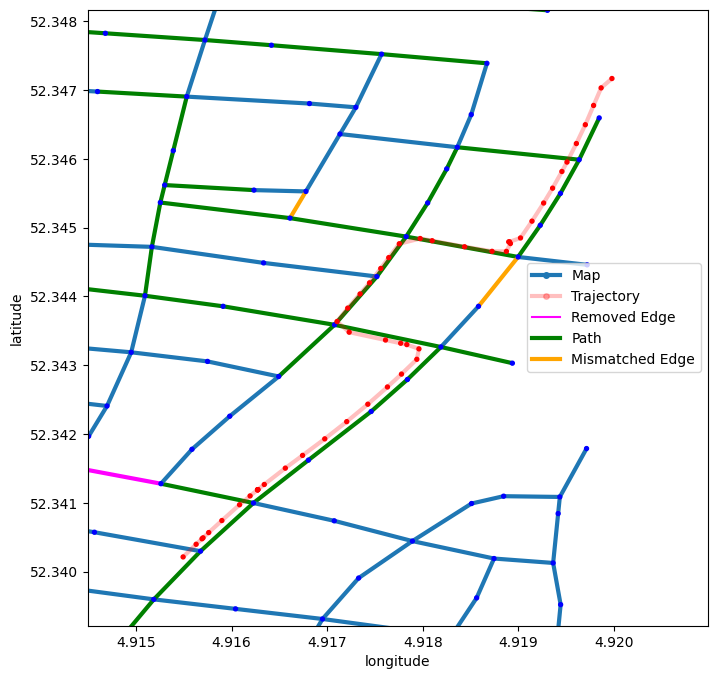 52.348
52.347
52.346
52.345
52.344
52.343
52.342
52.341
52.340
latitude
Map
Trajectory
Removed Edge
Path
Mismatched Edge
4.915
4.916
4.917
4.918
4.919
4.920
longitude